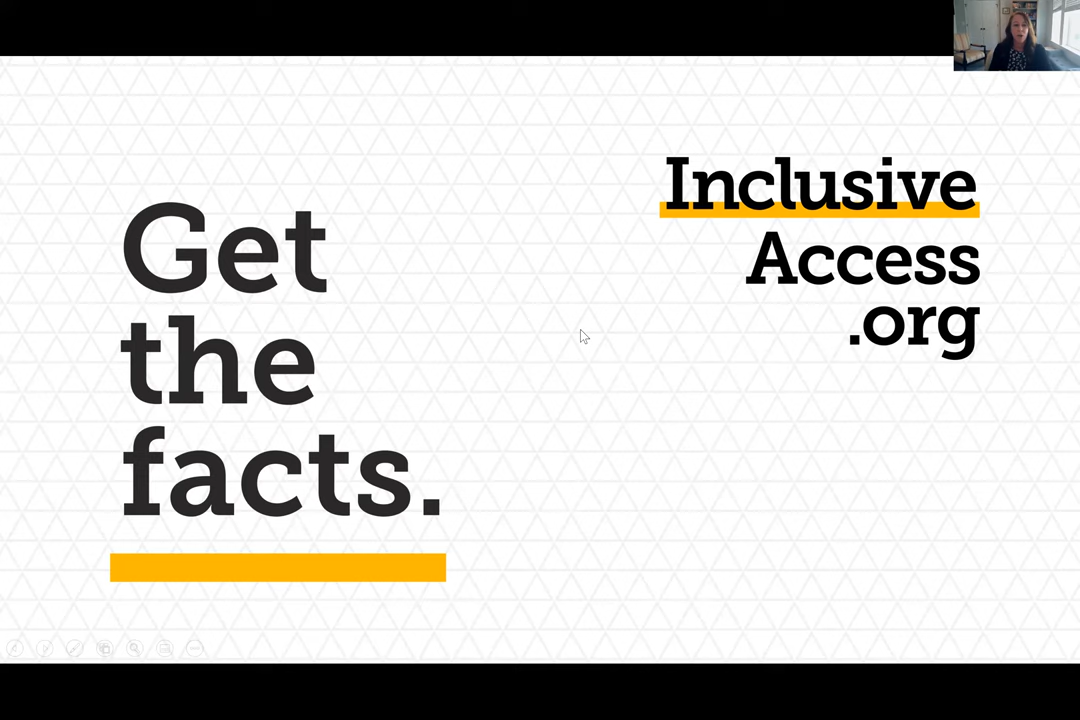 Get
the
facts.
Inclusive
Access
.org